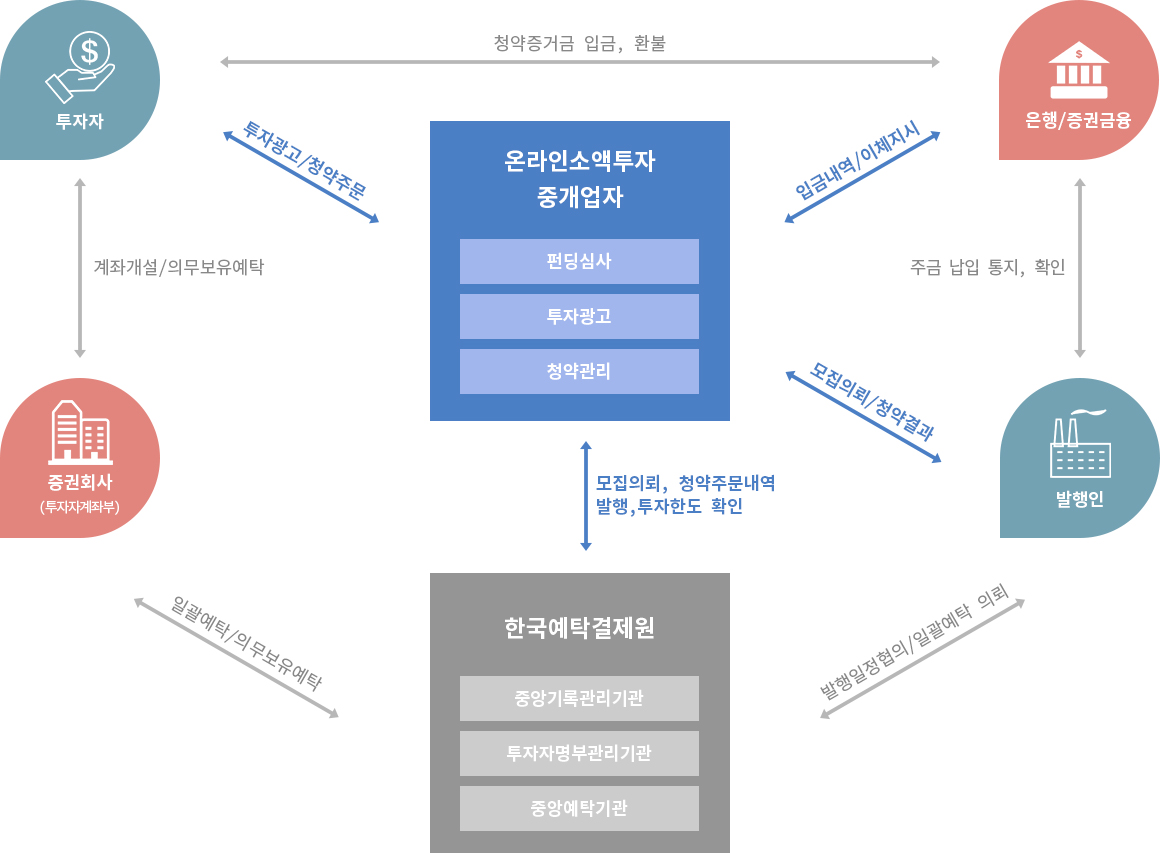 청약증거금 입금, 환불
투자자
은행/증권금융
투자광고/청약주문
온라인소액투자
중개업자
입금내역/이체지시
펀딩심사
투자광고
청약관리
계좌개설/의무보유예탁
주금 납입 통지, 확인
모집의뢰/청약결과
증권회사
(투자자계좌부)
모집의뢰, 청약주문내역
발행,투자한도 확인
발행인
일괄예탁/의무보유예탁
한국예탁결제원
발행일정협의/일괄예탁 의뢰
중앙기록관리기관
투자자명부관리기관
중앙예탁기관